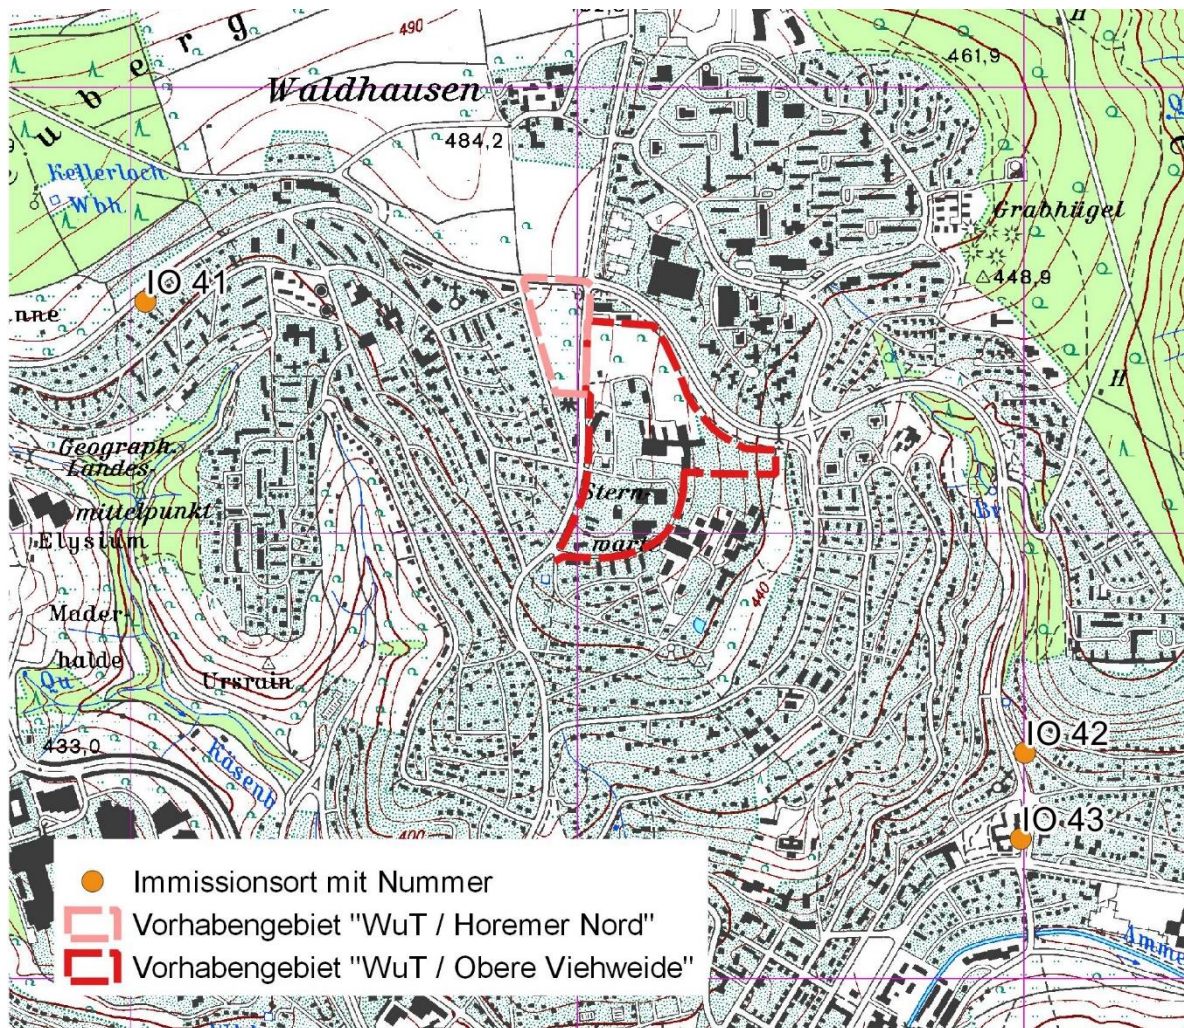 490
Waldhausen
484,2
461,9
H
Kellerloch
Wbh.
Grabhügel
448,9
IO 41
H
Geograph.
Landes-
mittelpunkt
Elysium
Stern-
wart
Br
440
Mader-
halde
Qu
Ursrain
433,0
Käsenb
400
IO 42
IO 43
Immissionsort mit Nummer
Vorhabengebiet "WuT / Horemer Nord"
Vorhabengebiet "WuT / Obere Viehweide"
Amme